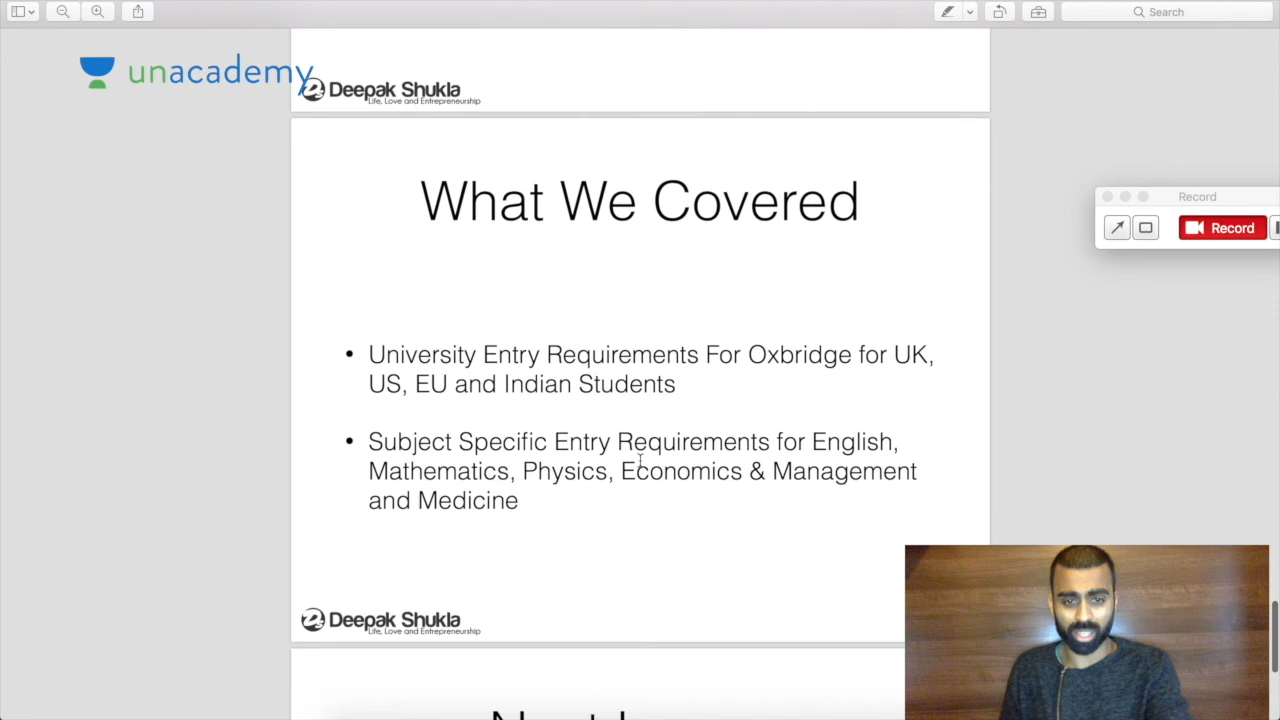 Search
unacademy
Deepak Shukla
Life, Love and Entrepreneurship
What We Covered
Record
Record
• University Entry Requirements For Oxbridge for UK,
US, EU and Indian Students
• Subject Specific Entry Requirements for English,
Mathematics, Physics, Economics & Management
and Medicine
Deepak Shukla
Life, Love and Entrepreneurship